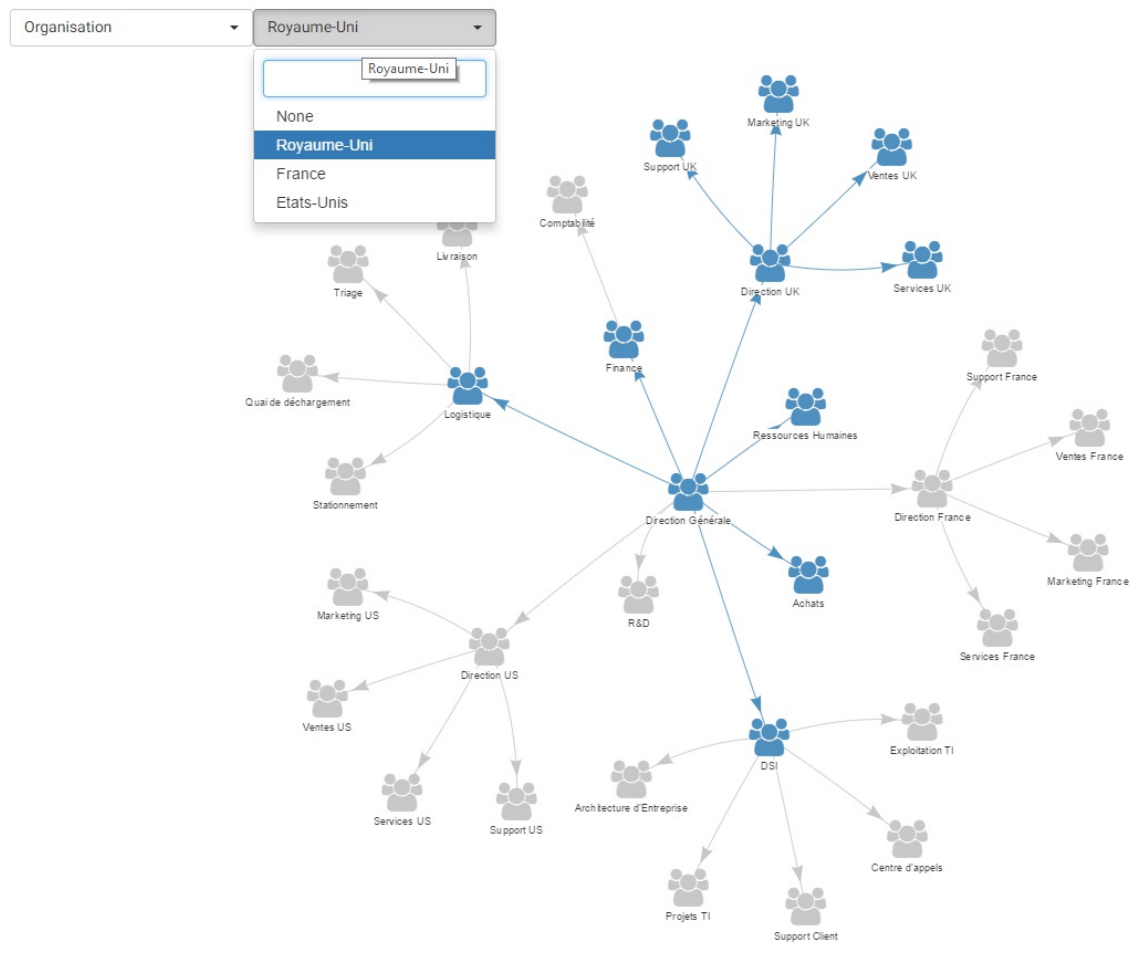 Organisation
Royaume-Uni
Royaume-Uni
None
Royaume-Uni
France
Etats-Unis
Marketing UK
Support UK
Ventes UK
Comptabilité
Livraison
Direction UK
Services UK
Triage
Finance
Support France
Quai de déchargement
Logistique
Ressources Humaines
Ventes France
Stationnement
Direction Générale
Direction France
Marketing France
Achats
Marketing US
R&D
Services France
Direction US
Ventes US
Exploitation TI
DSI
Architecture d'Entreprise
Services US
Support US
Centre d'appels
Projets TI
Support Client